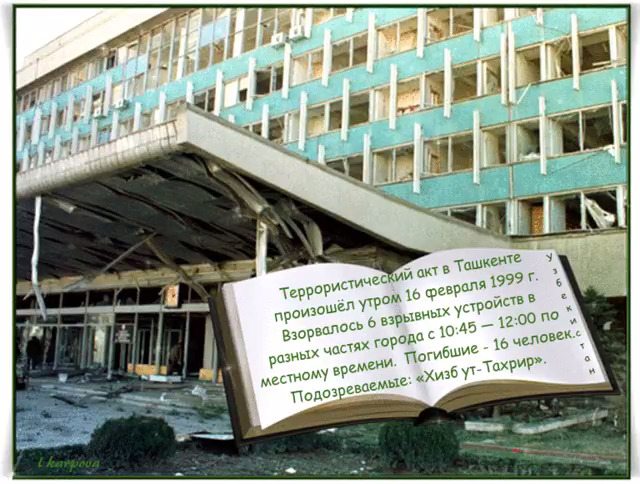 Террористический акт в Ташкенте
произошёл утром 16 февраля 1999 г.
Взорвалось 6 взрывных устройств в
разных частях города с 10:45 — 12:00 по
местному времени. Погибшие - 16 человек.
Подозреваемые: «Хизб ут-Тахрир».
Узбекистан
l karpova